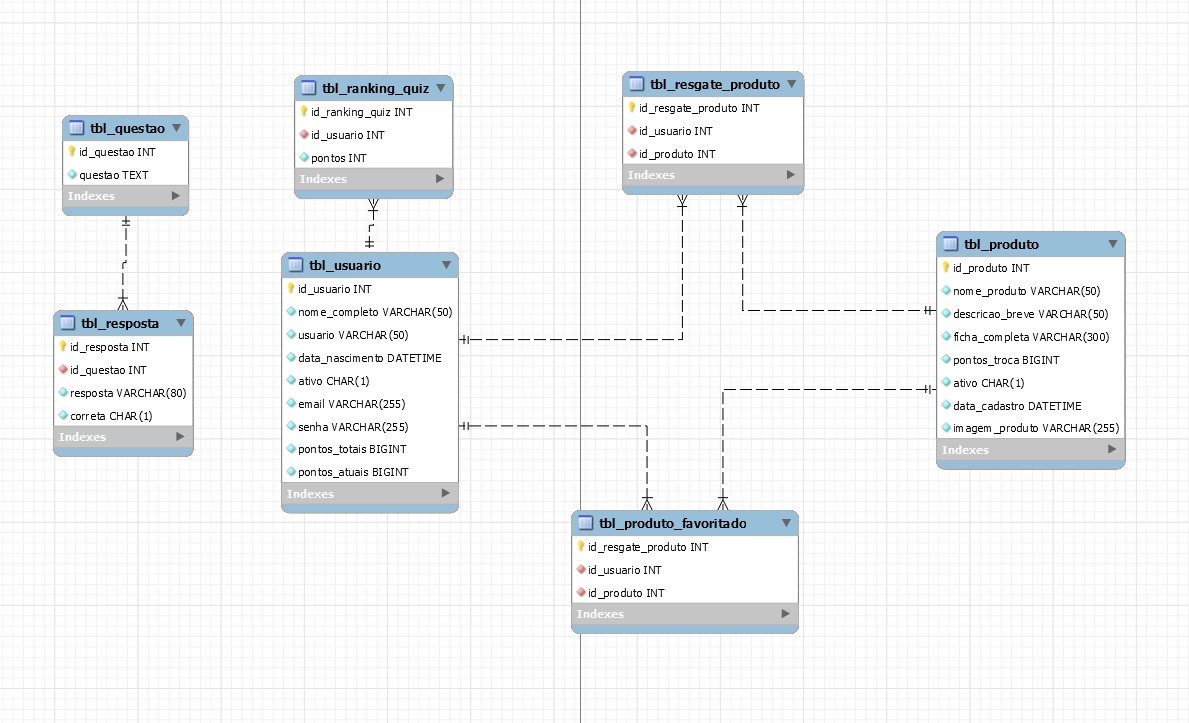 tbl_questao
id_questao INT
questao TEXT
Indexes
tbl_resposta
id_resposta INT
id_questao INT
resposta VARCHAR(80)
correta CHAR(1)
Indexes
tbl_ranking_quiz
id_ranking_quiz INT
id_usuario INT
pontos INT
Indexes
tbl_usuario
id_usuario INT
nome_completo VARCHAR(50)
usuario VARCHAR(50)
data_nascimento DATETIME
ativo CHAR(1)
email VARCHAR(255)
senha VARCHAR(255)
pontos_totais BIGINT
pontos_atuais BIGINT
Indexes
tbl_resgate_produto
id_resgate_produto INT
id_usuario INT
id_produto INT
Indexes
tbl_produto
id_produto INT
nome_produto VARCHAR(50)
descricao_breve VARCHAR(50)
ficha_completa VARCHAR(300)
pontos_troca BIGINT
ativo CHAR(1)
data_cadastro DATETIME
imagem_produto VARCHAR(255)
Indexes
tbl_produto_favoritado
id_resgate_produto INT
id_usuario INT
id_produto INT
Indexes